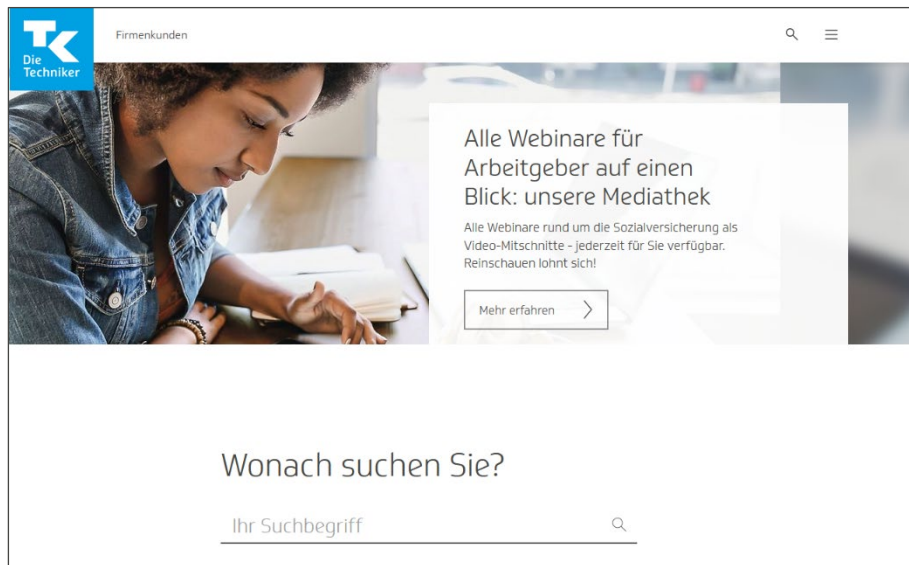 TK
Die
Techniker
Firmenkunden
Alle Webinare für
Arbeitgeber auf einen
Blick: unsere Mediathek
Alle Webinare rund um die Sozialversicherung als
Video-Mitschnitte - jederzeit für Sie verfügbar.
Reinschauen lohnt sich!
Mehr erfahren
Wonach suchen Sie?
Ihr Suchbegriff